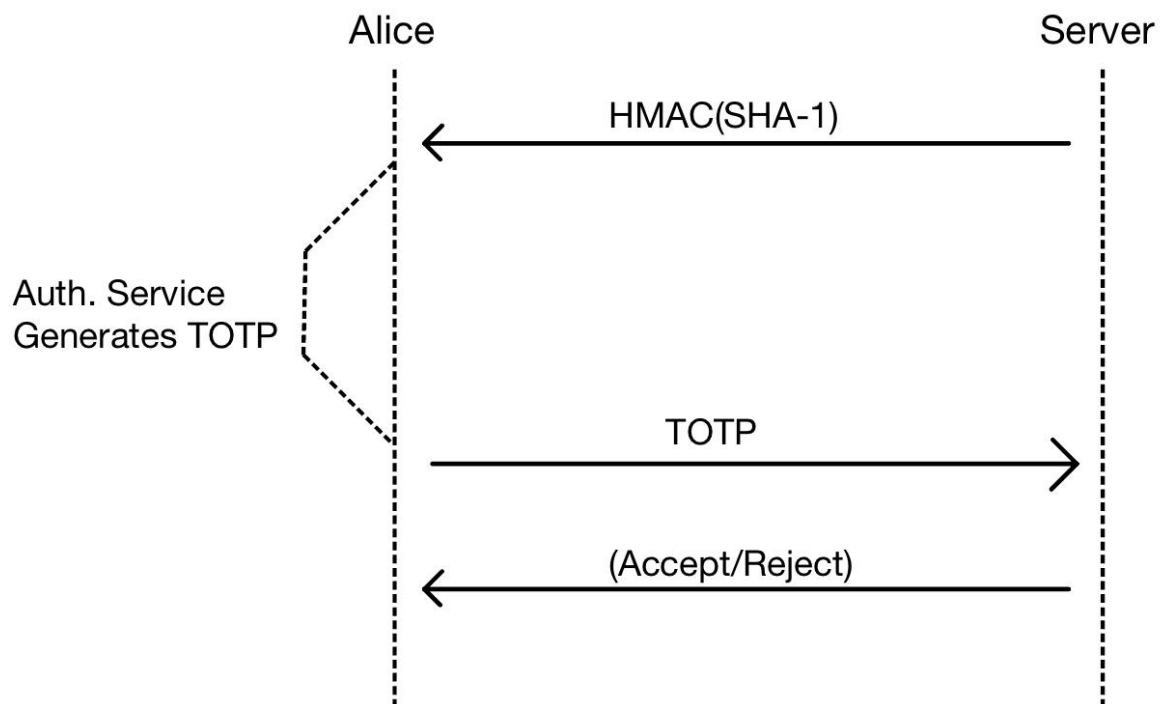 Alice
Server
HMAC(SHA-1)
Auth. Service
Generates TOTP
TOTP
(Accept/Reject)